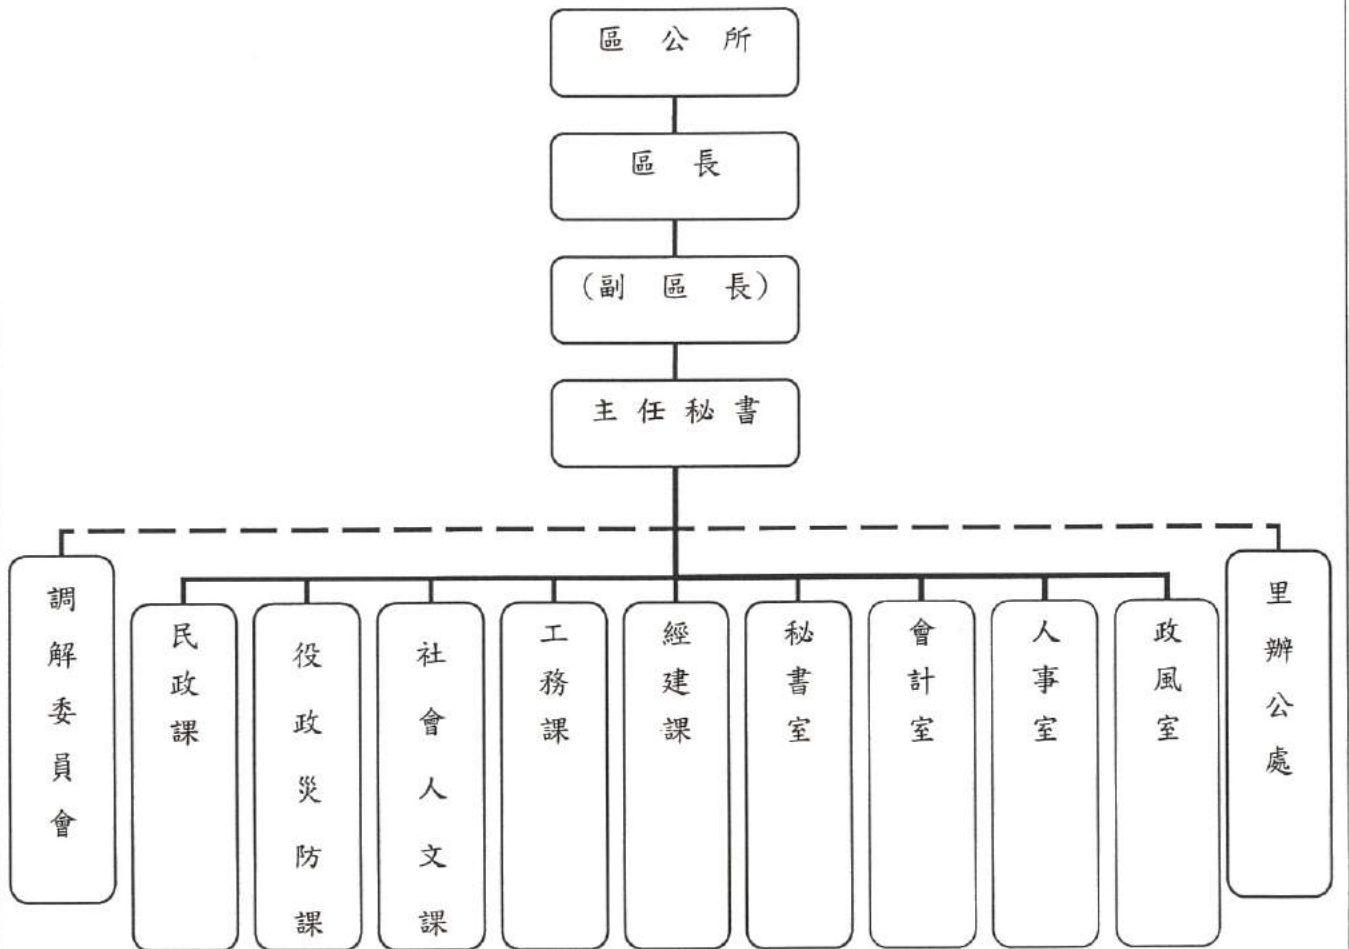 區公所
區長
(副區長)
主任秘書
調解委員會
民政課
役政災防課
社會人文課
工務課
經建課
秘書室
會計室
人事室
政風室
里辦公處